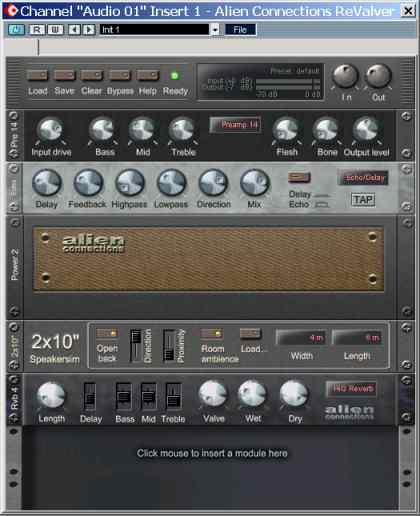 Channel "Audio 01" Insert 1 - Alien Connections ReValver
R W Init 1 File
Preset: default
Input (+0 dB)
Output (-7 dB)
-70 dB 0 dB
Load Save Clear Bypass Help Ready In Out
Pre 14
Preamp 14
Input drive Bass Mid Treble Flesh Bone Output level
Echo
Echo/Delay
Delay
Echo
TAP
Delay Feedback Highpass Lowpass Direction Mix
Power 2
alien
connections
2x10"
2x10"
Speakersim
Open
back
Direction
Proximity
Room
ambience
Load...
4 m
Width
6 m
Length
Rvb 4
HiQ Reverb
alien
connections
Length Delay Bass Mid Treble Valve Wet Dry
Click mouse to insert a module here